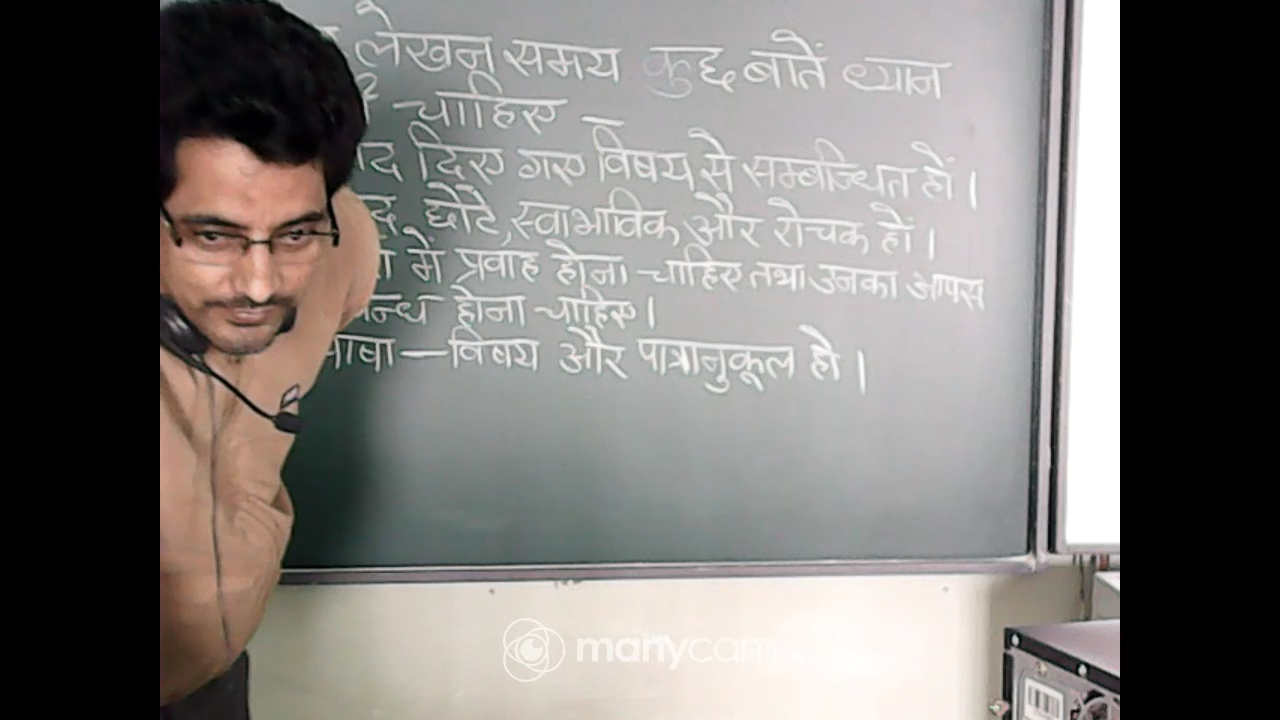 लेखन समय कुछ बातें ध्यान
चाहिए –
दिए गए विषय से सम्बन्धित हों।
छोटे, स्वाभाविक और रोचक हों।
में प्रवाह होना चाहिए तथा उनका आपस
होना चाहिए।
भाषा – विषय और पात्रानुकूल हो।
manycam